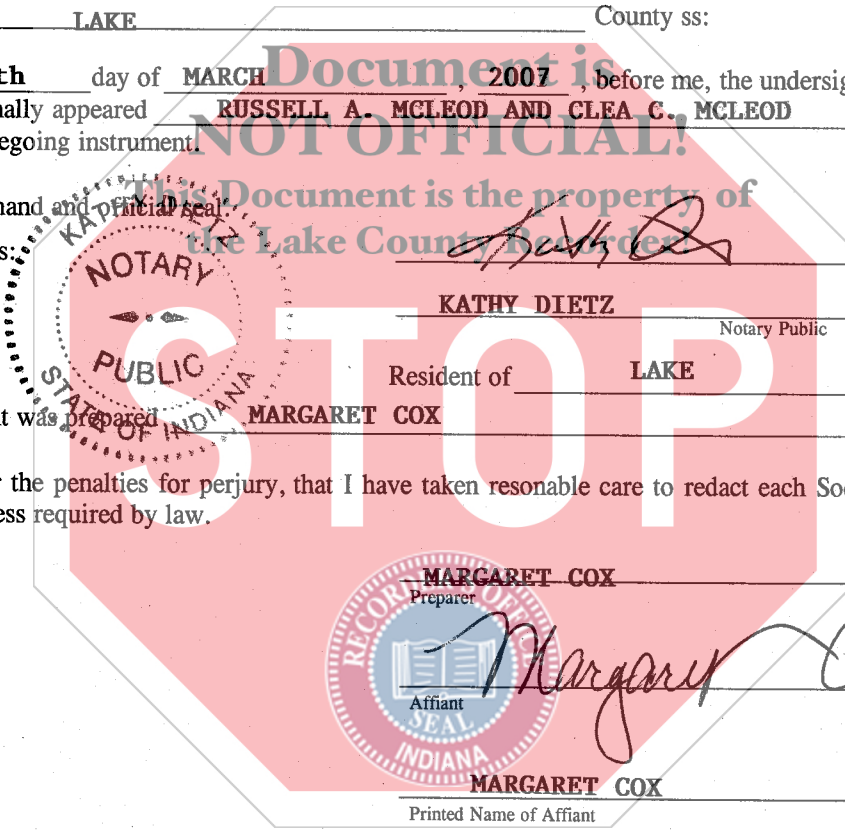 LAKE County ss:
Document is
th day of MARCH, 2007, before me, the undersig
nally appeared RUSSELL A. MCLEOD AND CLEA C. MCLEOD
NOT OFFICIAL!
egoing instrument.
This Document is the property of
hand and official seal.
the Lake County Recorder!
s:
KATHY DIETZ
NOTARY
PUBLIC
STATE OF INDIANA
Kathy D
KATHY DIETZ
Notary Public
STOP
Resident of LAKE
t was prepared MARGARET COX
r the penalties for perjury, that I have taken resonable care to redact each Soc
ess required by law.
MARGARET COX
Preparer
Margaret
Affiant
SEAL
INDIANA
MARGARET COX
Printed Name of Affiant